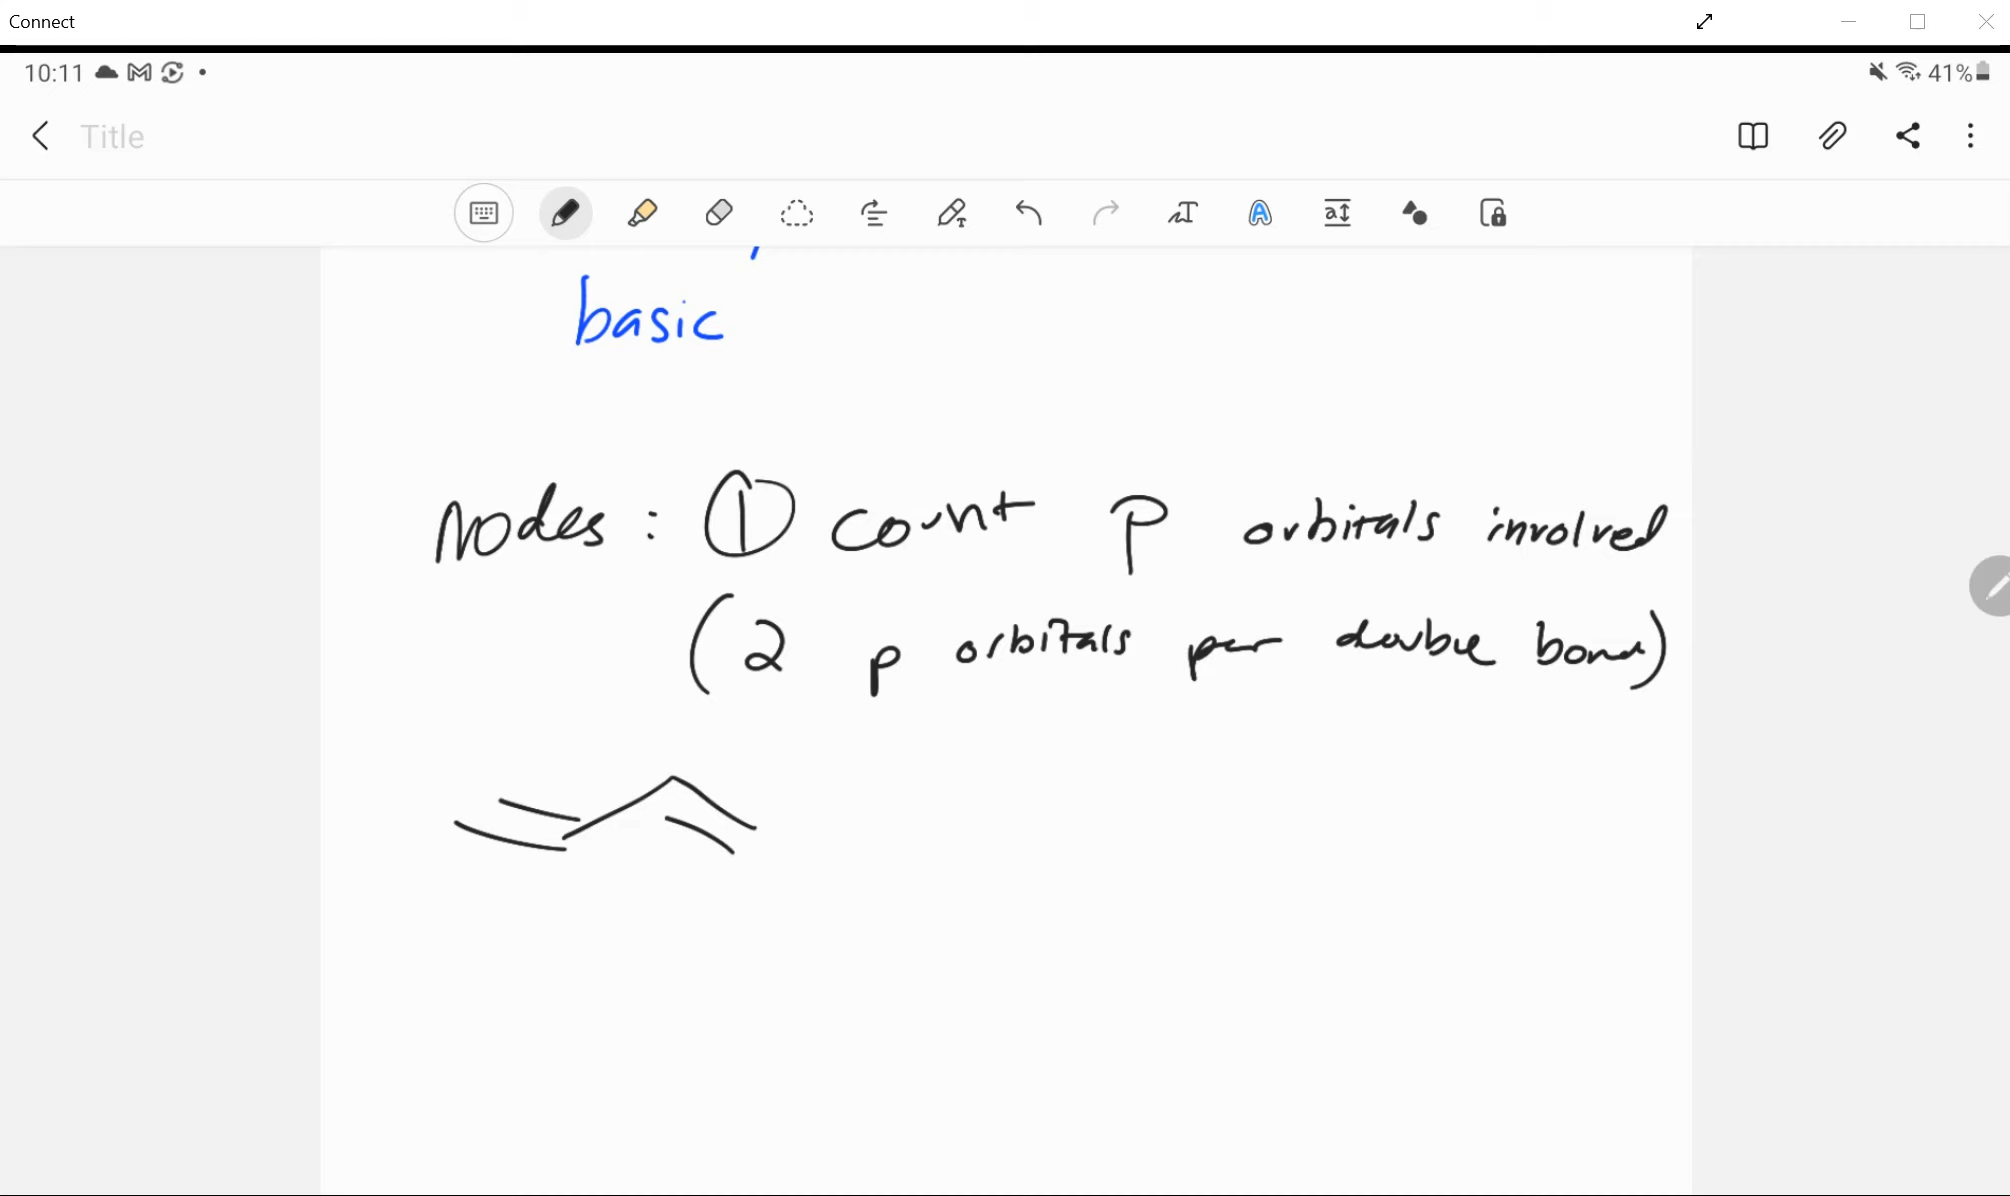 Connect
10:11
41%
Title
basic
Nodes: ① count p orbitals involved
(2 p orbitals per double bond)